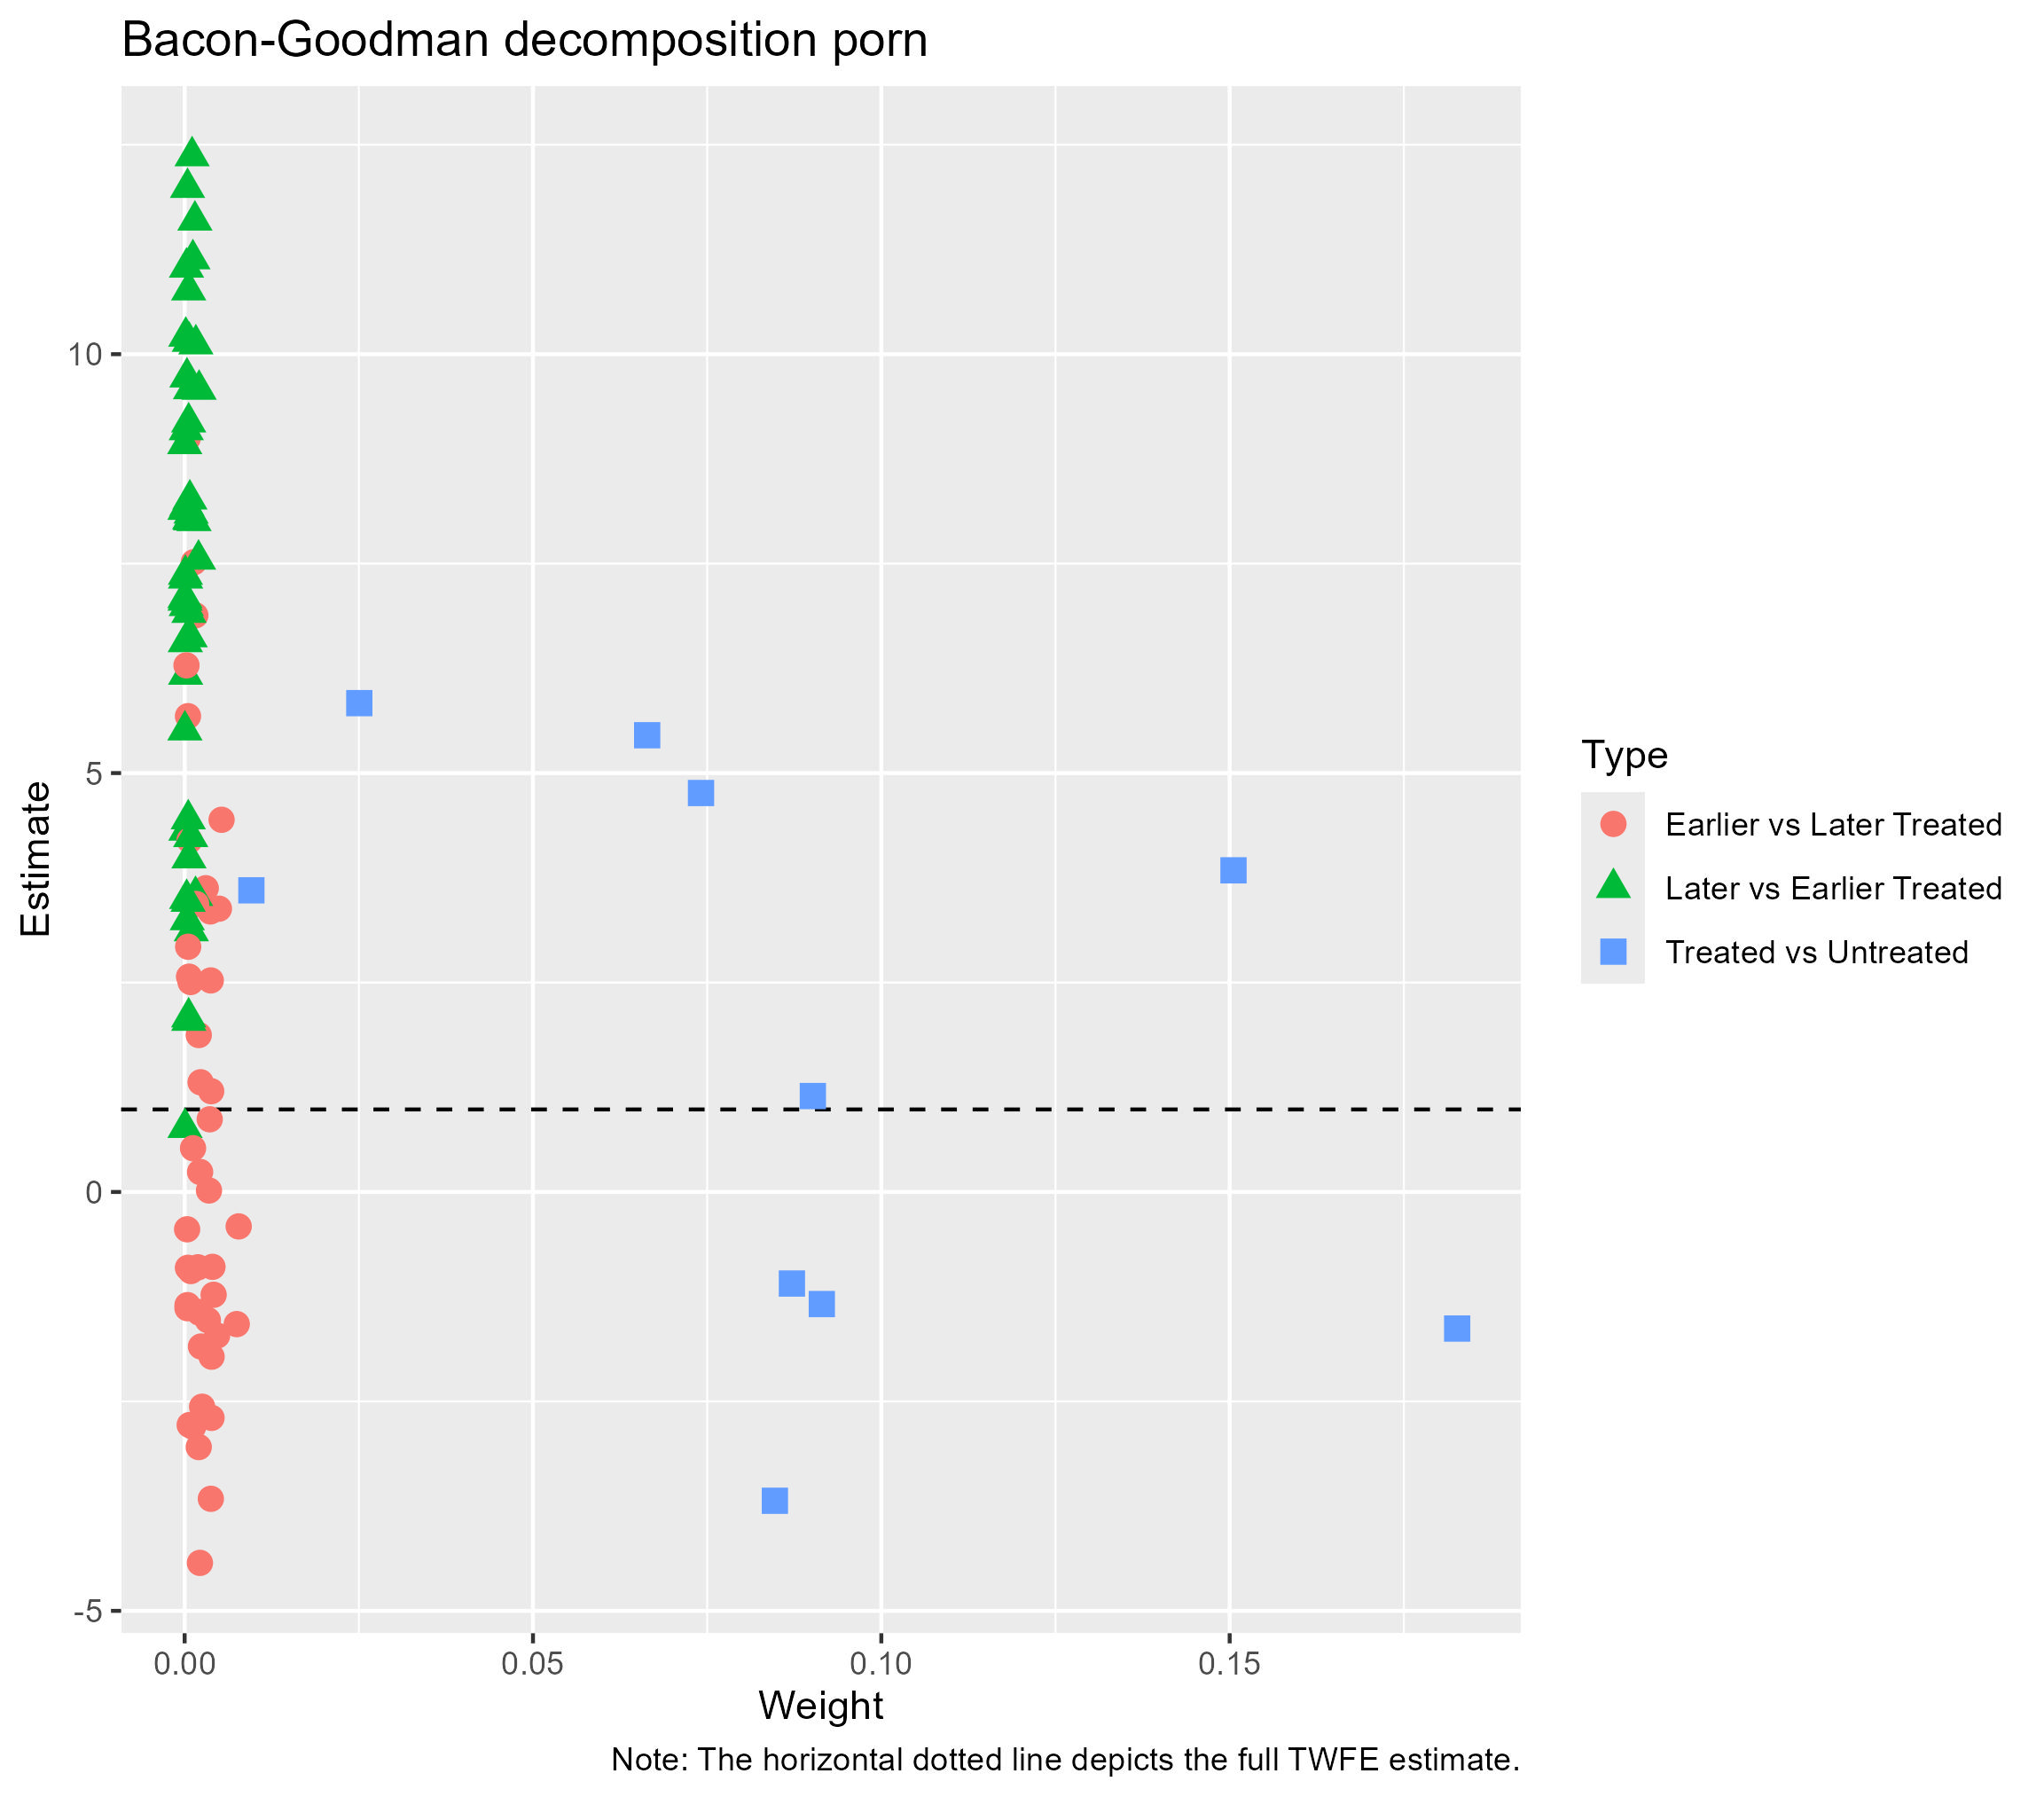 Bacon-Goodman decomposition porn
10
5
0
-5
Estimate
0.00
0.05
0.10
0.15
Weight
Type
Earlier vs Later Treated
Later vs Earlier Treated
Treated vs Untreated
Note: The horizontal dotted line depicts the full TWFE estimate.